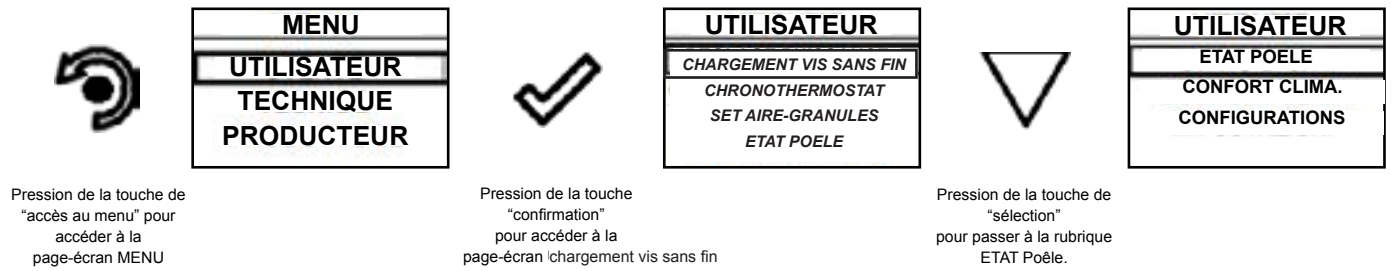 MENU
UTILISATEUR
TECHNIQUE
PRODUCTEUR
UTILISATEUR
CHARGEMENT VIS SANS FIN
CHRONOTHERMOSTAT
SET AIRE-GRANULES
ETAT POELE
UTILISATEUR
ETAT POELE
CONFORT CLIMA.
CONFIGURATIONS
Pression de la touche de
“accès au menu” pour
accéder à la
page-écran MENU
Pression de la touche
“confirmation”
pour accéder à la
page-écran chargement vis sans fin
Pression de la touche de
“sélection”
pour passer à la rubrique
ETAT Poêle.